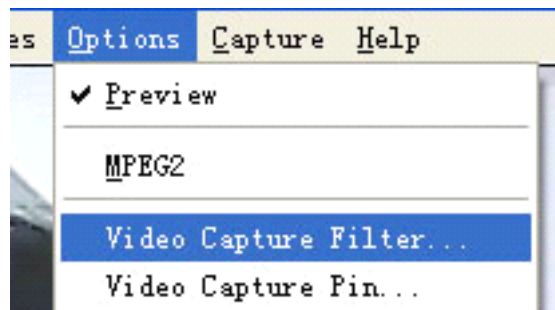 es Options Capture Help
✔ Preview
MPEG2
Video Capture Filter...
Video Capture Pin...